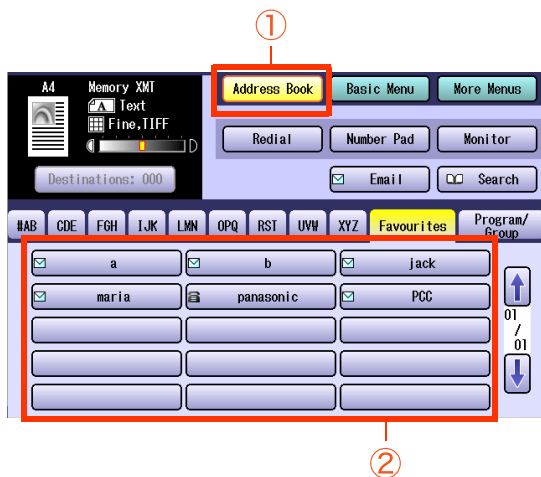 ①
A4 Memory XMT
A Text
Fine,TIFF
D
Destinations: 000
Address Book Basic Menu More Menus
Redial Number Pad Monitor
Email Search
#AB CDE FGH IJK LMN OPQ RST UVW XYZ Favourites Program/
Group
a b jack
maria panasonic PCC
01
/
01
②